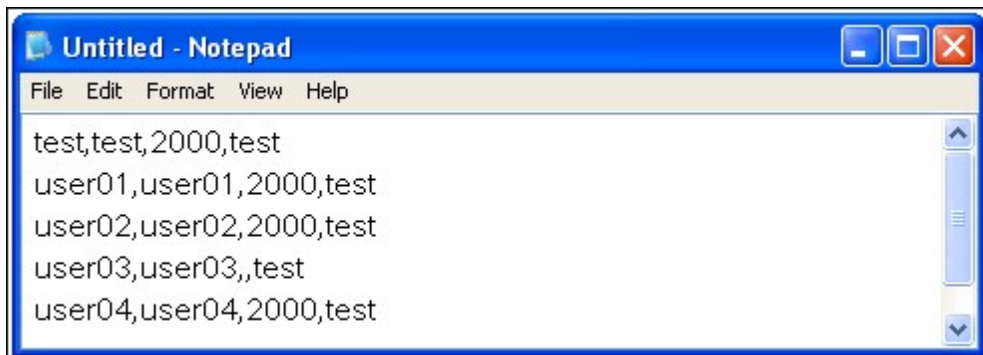 Untitled - Notepad
File Edit Format View Help
test,test,2000,test
user01,user01,2000,test
user02,user02,2000,test
user03,user03,,test
user04,user04,2000,test